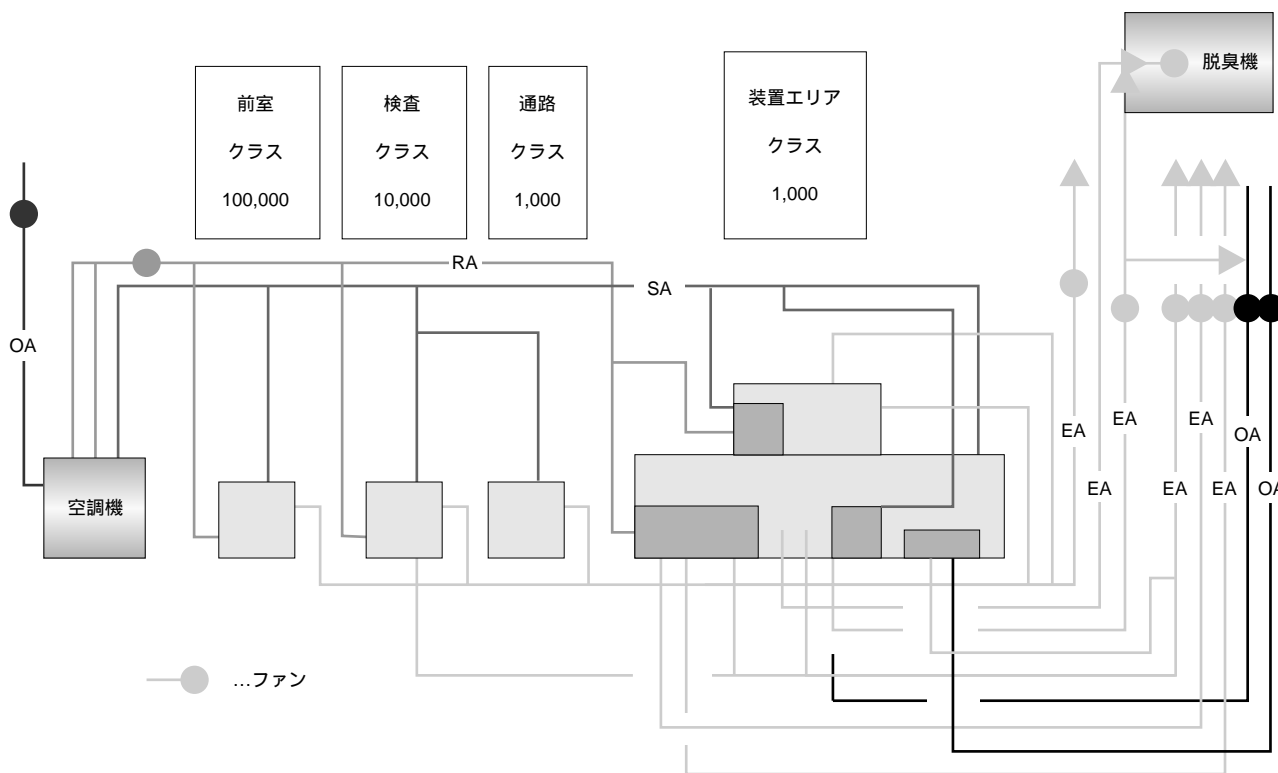 脱臭機
前室
クラス
100,000
検査
クラス
10,000
通路
クラス
1,000
装置エリア
クラス
1,000
RA
SA
OA
EA
EA
EA
OA
EA
EA
EA
OA
空調機
…ファン